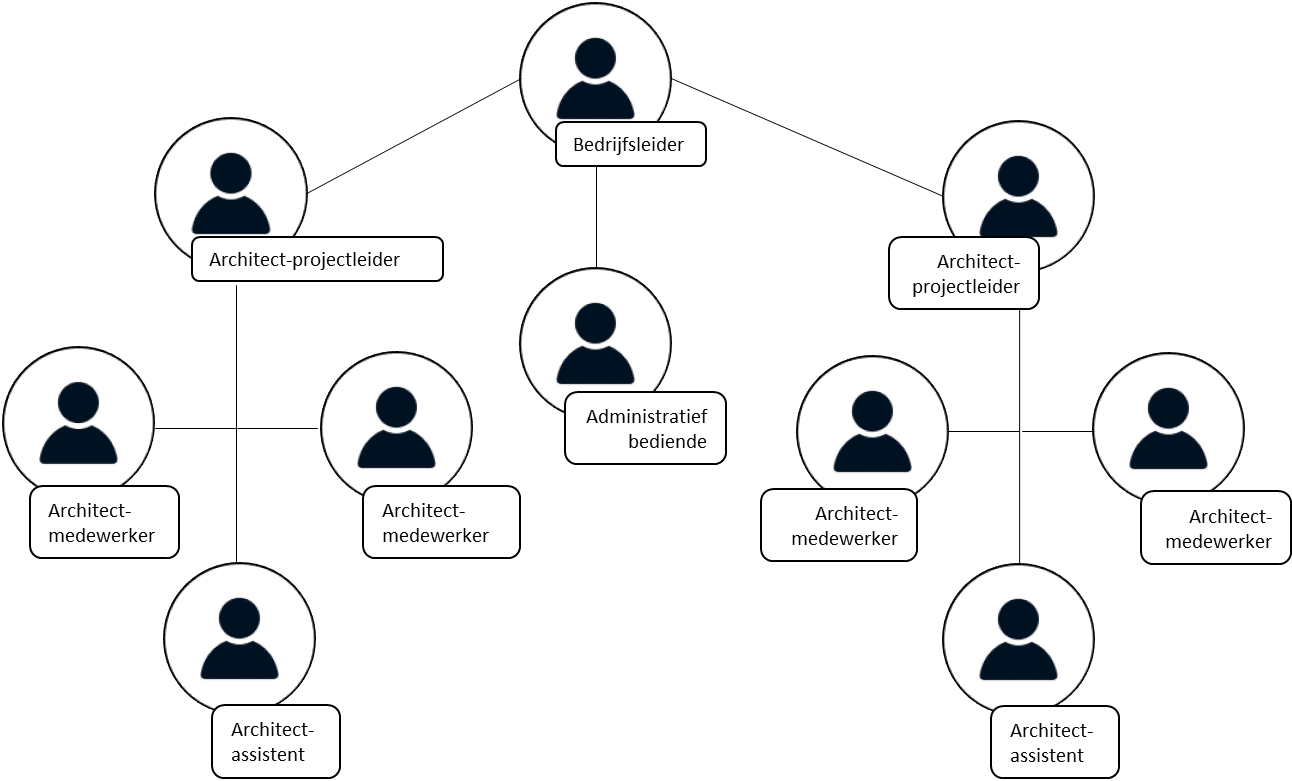 Bedrijfsleider
Architect-projectleider
Architect-
projectleider
Administratief
bediende
Architect-
medewerker
Architect-
medewerker
Architect-
medewerker
Architect-
medewerker
Architect-
assistent
Architect-
assistent